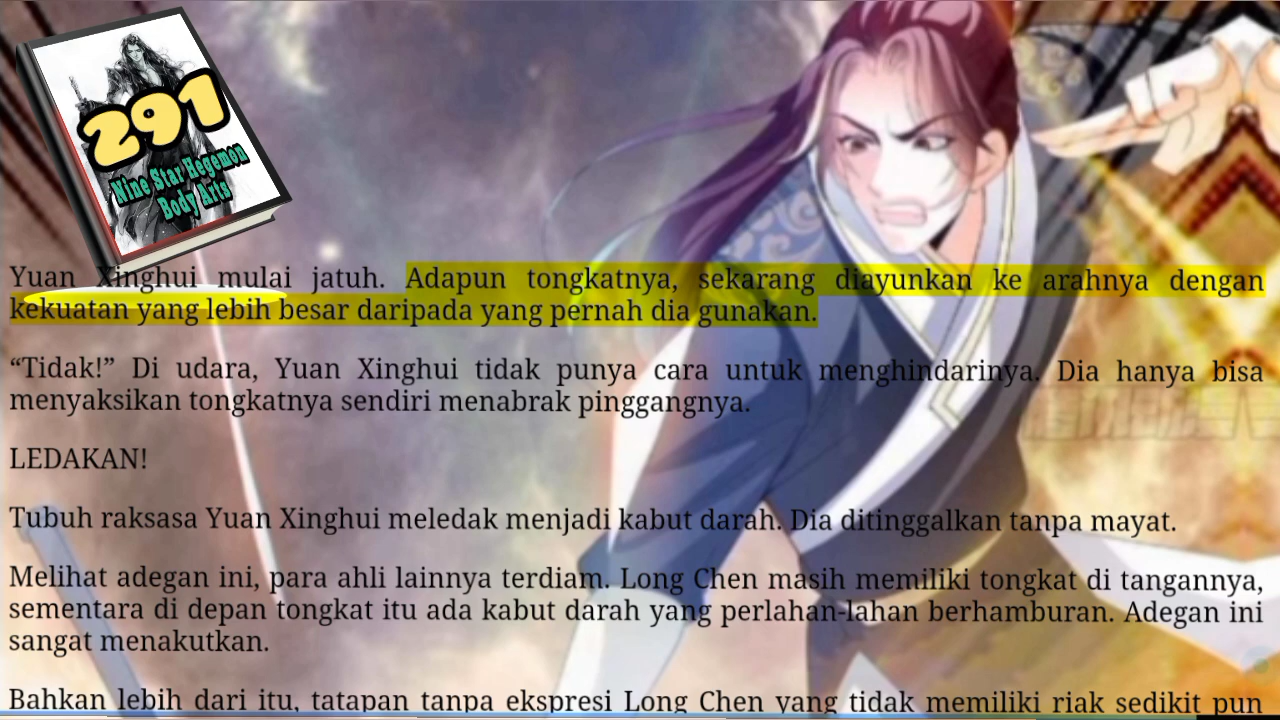 291
Nine Star Hegemon
Body Arts
Yuan Xinghui mulai jatuh. Adapun tongkatnya, sekarang diayunkan ke arahnya dengan
kekuatan yang lebih besar daripada yang pernah dia gunakan.
“Tidak!” Di udara, Yuan Xinghui tidak punya cara untuk menghindarinya. Dia hanya bisa
menyaksikan tongkatnya sendiri menabrak pinggangnya.
LEDAKAN!
Tubuh raksasa Yuan Xinghui meledak menjadi kabut darah. Dia ditinggalkan tanpa mayat.
Melihat adegan ini, para ahli lainnya terdiam. Long Chen masih memiliki tongkat di tangannya,
sementara di depan tongkat itu ada kabut darah yang perlahan-lahan berhamburan. Adegan ini
sangat menakutkan.
Bahkan lebih dari itu, tatapan tanpa ekspresi Long Chen yang tidak memiliki riak sedikit pun